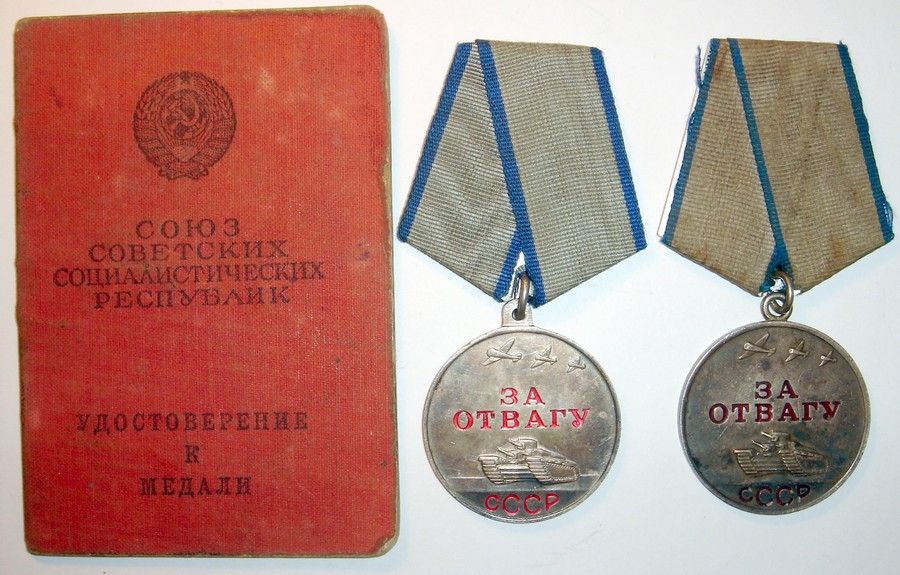 СОЮЗ
СОВЕТСКИХ
СОЦИАЛИСТИЧЕСКИХ
РЕСПУБЛИК
УДОСТОВЕРЕНИЕ
К
МЕДАЛИ
ЗА
ОТВАГУ
СССР
ЗА
ОТВАГУ
СССР